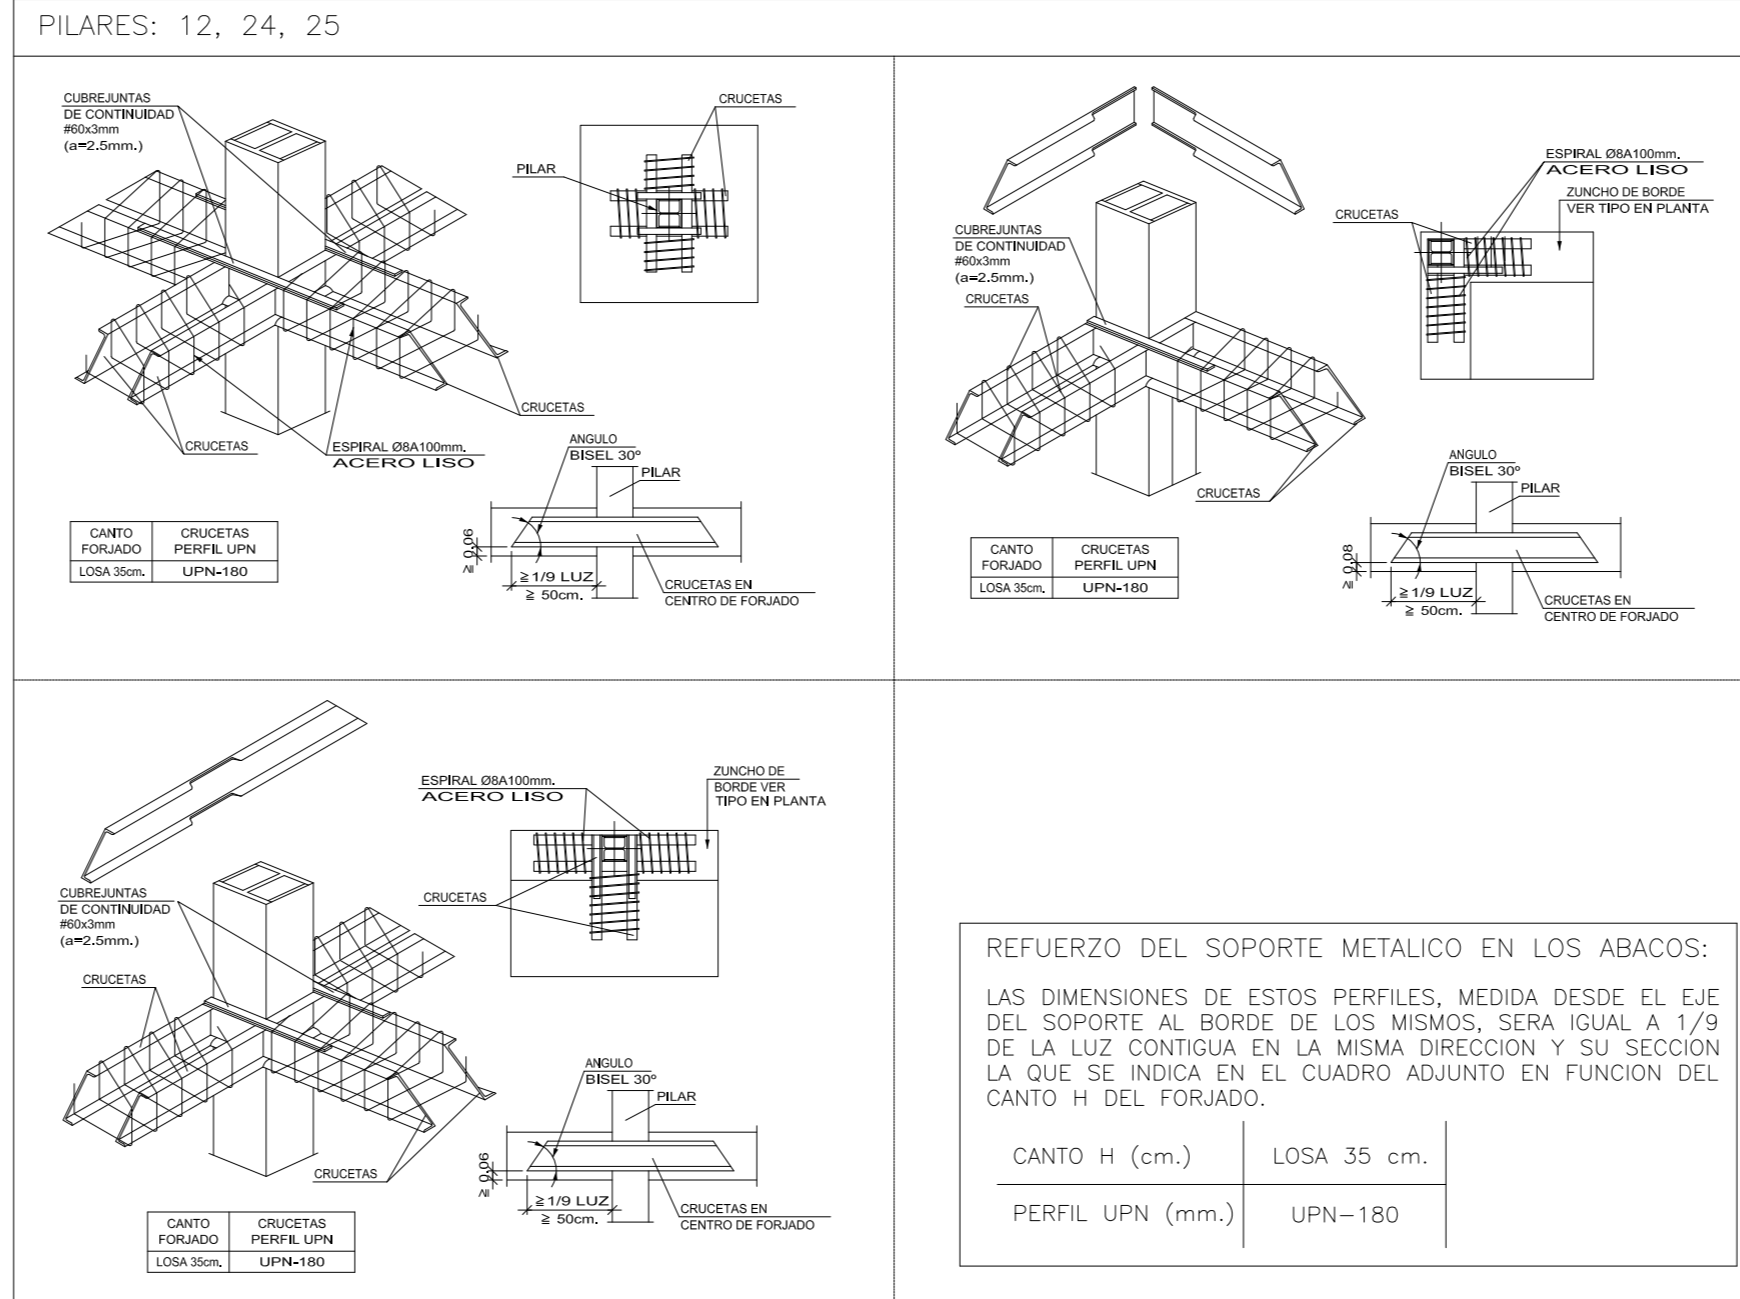 PILARES: 12, 24, 25
CUBREJUNTAS
DE CONTINUIDAD
#60x3mm
(a=2.5mm.)
CRUCETAS
PILAR
CRUCETAS
CRUCETAS
ESPIRAL Ø8A100mm.
ACERO LISO
ANGULO
BISEL 30º
PILAR
≧ 0,06
≧ 1/9 LUZ
≧ 50cm.
CRUCETAS EN
CENTRO DE FORJADO
CANTO FORJADO CRUCETAS PERFIL UPN
LOSA 35cm. UPN-180
ESPIRAL Ø8A100mm.
ACERO LISO
ZUNCHO DE BORDE
VER TIPO EN PLANTA
CRUCETAS
CUBREJUNTAS
DE CONTINUIDAD
#60x3mm
(a=2.5mm.)
CRUCETAS
CRUCETAS
ANGULO
BISEL 30º
PILAR
≧ 0,08
≧ 1/9 LUZ
≧ 50cm.
CRUCETAS EN
CENTRO DE FORJADO
CANTO FORJADO CRUCETAS PERFIL UPN
LOSA 35cm. UPN-180
ESPIRAL Ø8A100mm.
ACERO LISO
ZUNCHO DE
BORDE VER
TIPO EN PLANTA
CRUCETAS
CUBREJUNTAS
DE CONTINUIDAD
#60x3mm
(a=2.5mm.)
CRUCETAS
CRUCETAS
ANGULO
BISEL 30º
PILAR
≧ 0,06
≧ 1/9 LUZ
≧ 50cm.
CRUCETAS EN
CENTRO DE FORJADO
CANTO FORJADO CRUCETAS PERFIL UPN
LOSA 35cm. UPN-180
REFUERZO DEL SOPORTE METALICO EN LOS ABACOS:
LAS DIMENSIONES DE ESTOS PERFILES, MEDIDA DESDE EL EJE
DEL SOPORTE AL BORDE DE LOS MISMOS, SERA IGUAL A 1/9
DE LA LUZ CONTIGUA EN LA MISMA DIRECCION Y SU SECCION
LA QUE SE INDICA EN EL CUADRO ADJUNTO EN FUNCION DEL
CANTO H DEL FORJADO.
CANTO H (cm.) LOSA 35 cm.
PERFIL UPN (mm.) UPN-180